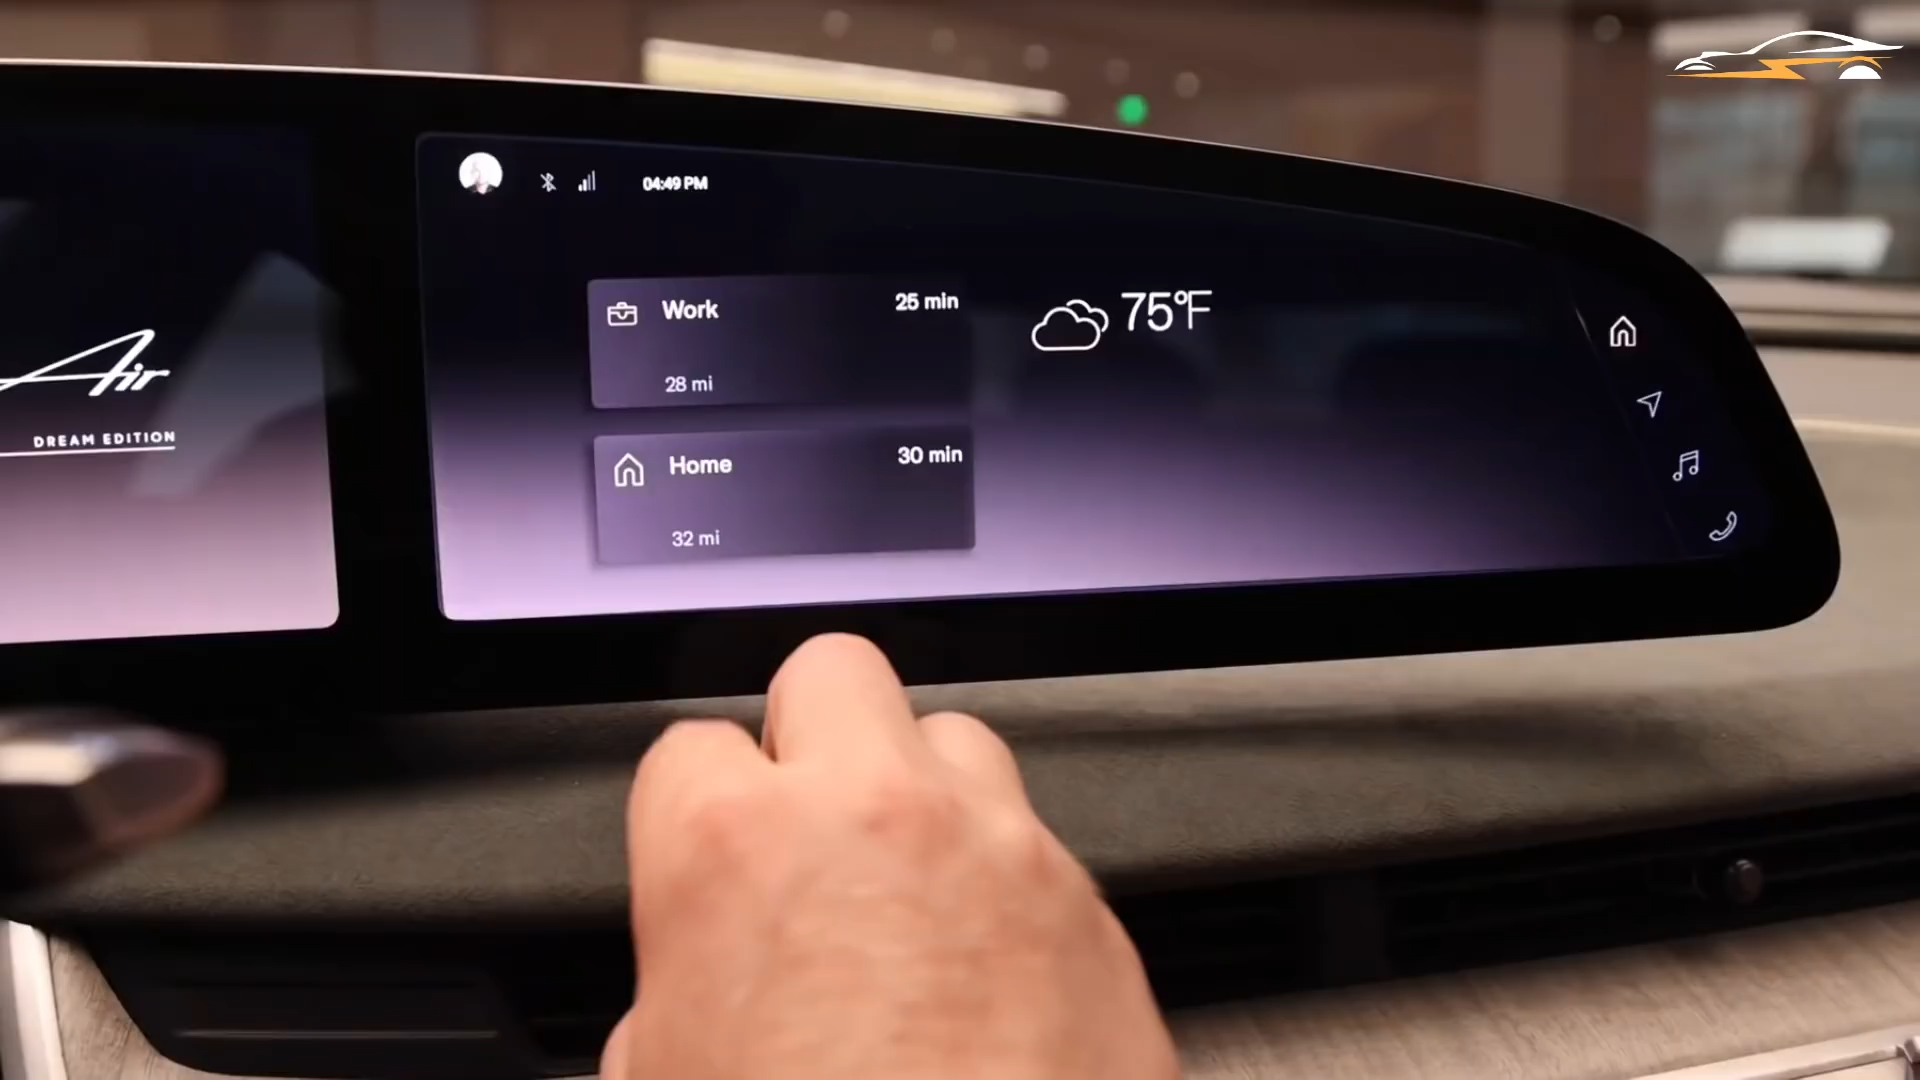 04:49 PM
Work
25 min
28 mi
75°F
Home
30 min
32 mi
Air
DREAM EDITION